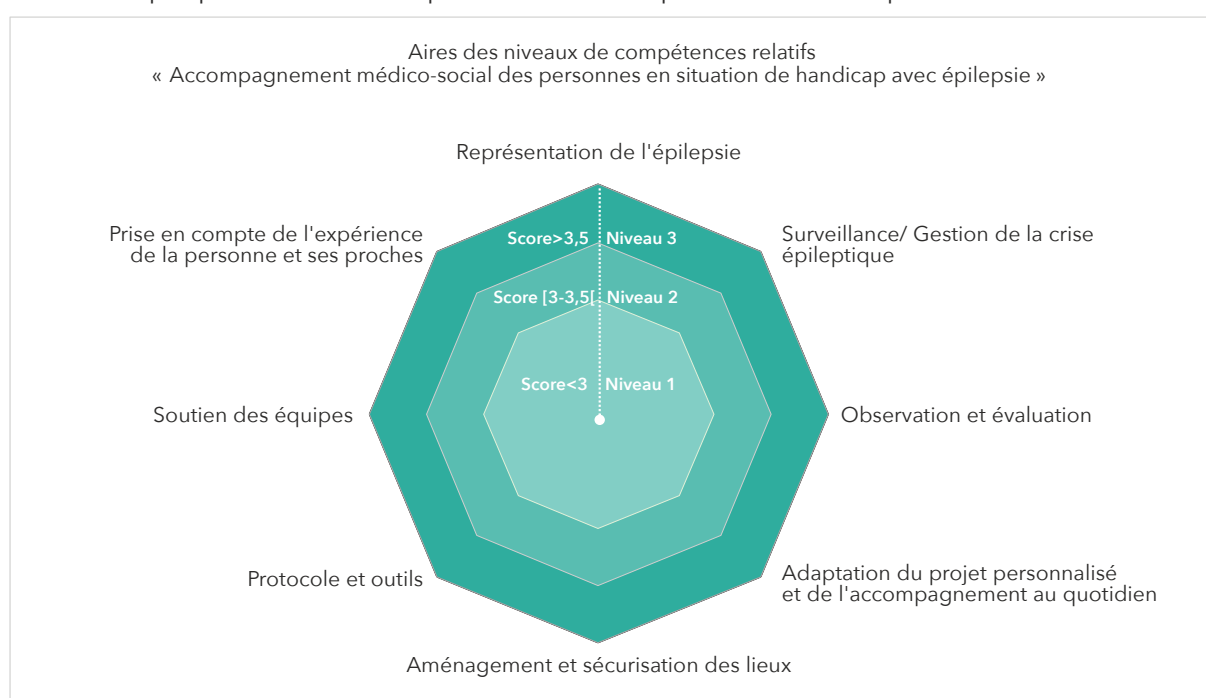 Aires des niveaux de compétences relatifs
« Accompagnement médico-social des personnes en situation de handicap avec épilepsie »
Représentation de l'épilepsie
Prise en compte de l'expérience
de la personne et ses proches
Score>3,5 Niveau 3
Surveillance/ Gestion de la crise
épileptique
Score [3-3,5[ Niveau 2
Score<3 Niveau 1
Soutien des équipes
Observation et évaluation
Protocole et outils
Adaptation du projet personnalisé
et de l'accompagnement au quotidien
Aménagement et sécurisation des lieux